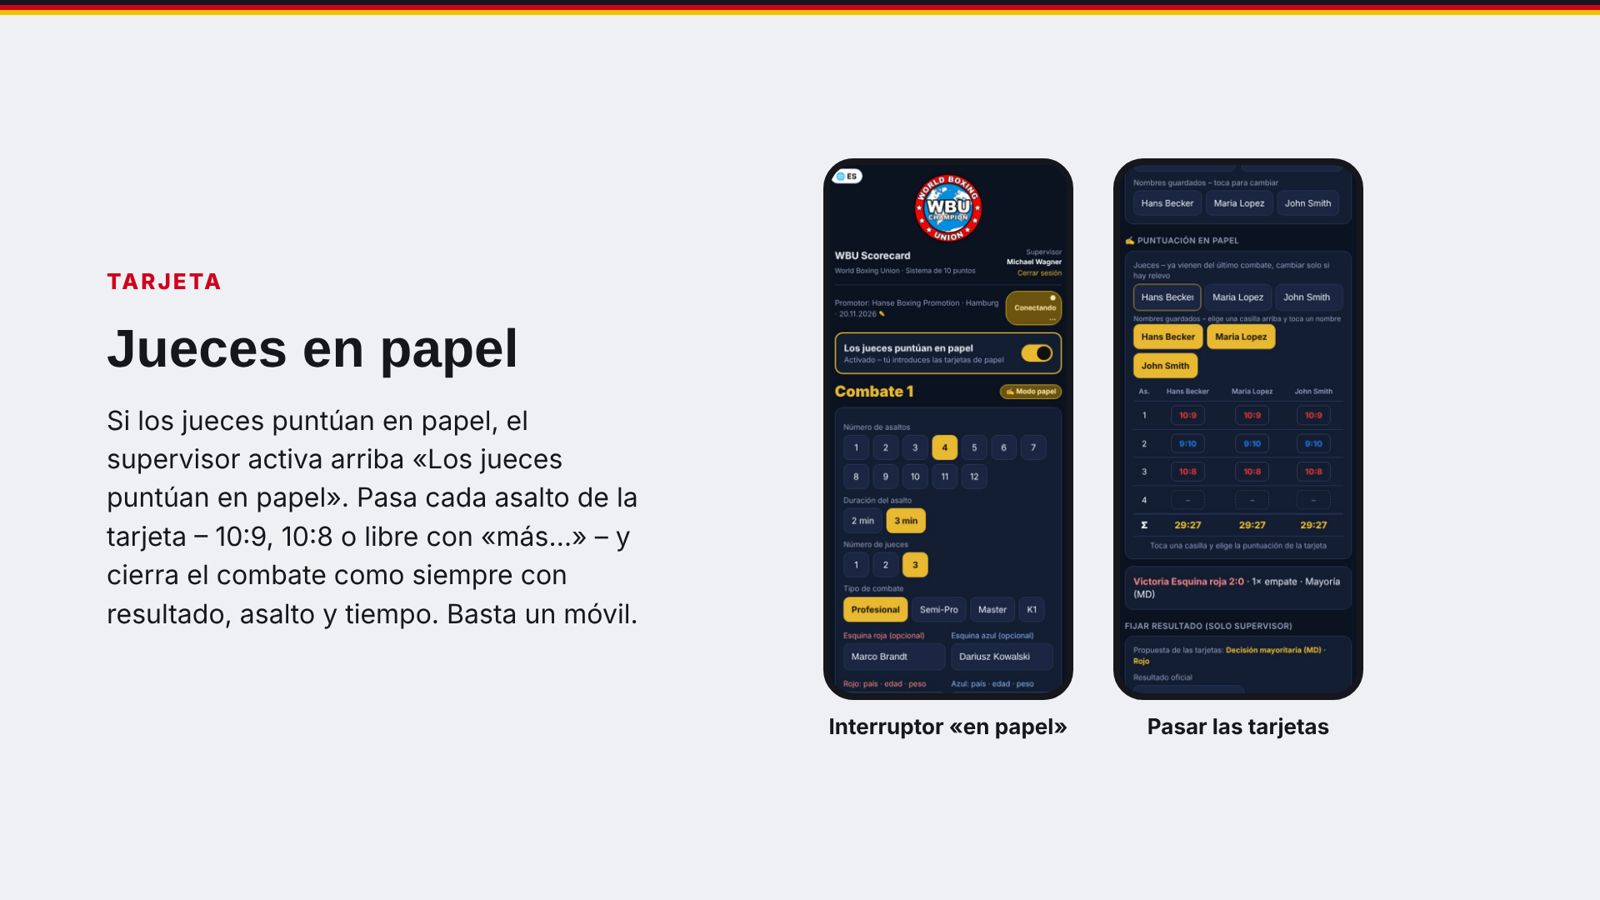 TARJETA
Jueces en papel
Si los jueces puntúan en papel, el
supervisor activa arriba «Los jueces
puntúan en papel». Pasa cada asalto de la
tarjeta – 10:9, 10:8 o libre con «más...» – y
cierra el combate como siempre con
resultado, asalto y tiempo. Basta un móvil.
ES
WORLD BOXING
WBU
CHAMPION
UNION
WBU Scorecard
World Boxing Union · Sistema de 10 puntos
Supervisor
Michael Wagner
Cerrar sesión
Promotor: Hanse Boxing Promotion · Hamburg
· 20.11.2026
Conectando
...
Los jueces puntúan en papel
Activado – tú introduces las tarjetas de papel
Combate 1
Modo papel
Número de asaltos
1 2 3 4 5 6 7
8 9 10 11 12
Duración del asalto
2 min 3 min
Número de jueces
1 2 3
Tipo de combate
Profesional Semi-Pro Master K1
Esquina roja (opcional) Esquina azul (opcional)
Marco Brandt Dariusz Kowalski
Rojo: país · edad · peso Azul: país · edad · peso
Interruptor «en papel»
Nombres guardados – toca para cambiar
Hans Becker Maria Lopez John Smith
PUNTUACIÓN EN PAPEL
Jueces – ya vienen del último combate, cambiar solo si
hay relevo
Hans Becker Maria Lopez John Smith
Nombres guardados – elige una casilla arriba y toca un nombre
Hans Becker Maria Lopez
John Smith
As. Hans Becker Maria Lopez John Smith
1 10:9 10:9 10:9
2 9:10 9:10 9:10
3 10:8 10:8 10:8
4 – – –
Σ 29:27 29:27 29:27
Toca una casilla y elige la puntuación de la tarjeta
Victoria Esquina roja 2:0 · 1× empate · Mayoría
(MD)
FIJAR RESULTADO (SOLO SUPERVISOR)
Propuesta de las tarjetas: Decisión mayoritaria (MD) ·
Rojo
Resultado oficial
Pasar las tarjetas